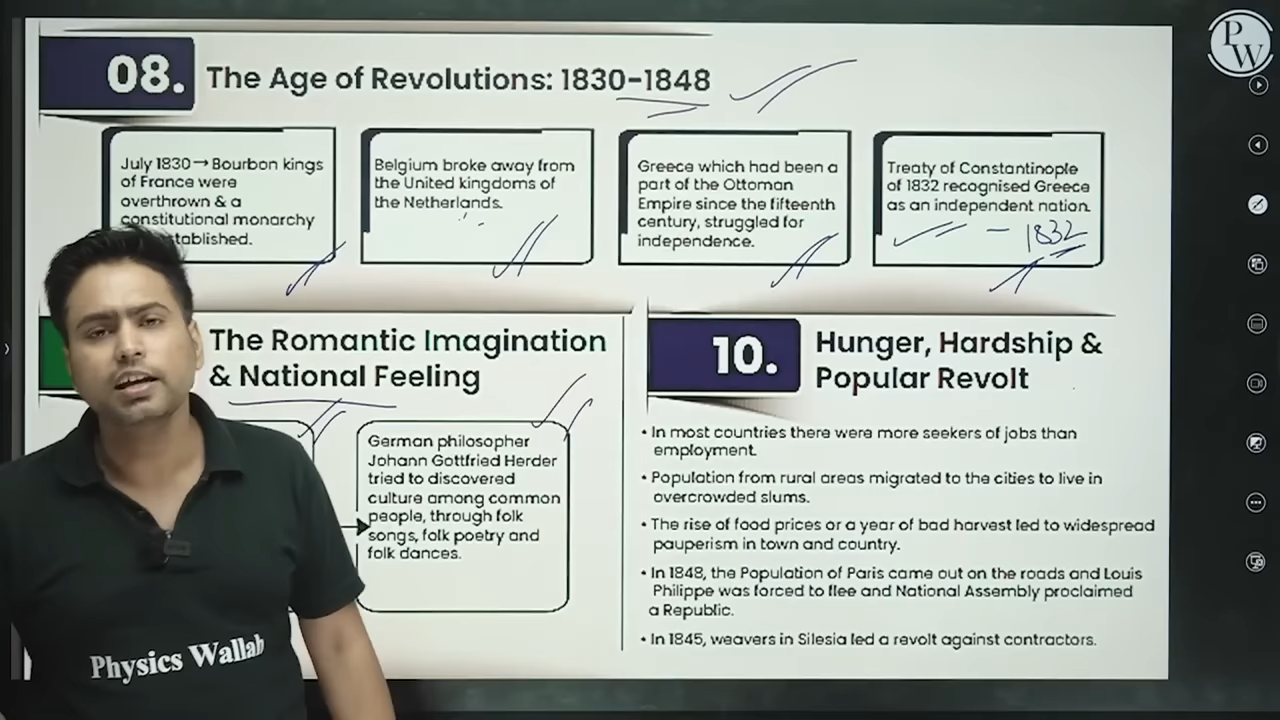 PW
08.
The Age of Revolutions: 1830-1848
July 1830→Bourbon kings
of France were
overthrown & a
constitutional monarchy
Belgium broke away from
the United kingdoms of
the Netherlands.
Greece which had been a
part of the Ottoman
Empire since the fifteenth
century, struggled for
independence.
Treaty of Constantinople
of 1832 recognised Greece
as an independent nation.
- 1832
The Romantic Imagination
& National Feeling
German philosopher
Johann Gottfried Herder
tried to discovered
culture among common
people, through folk
songs, folk poetry and
folk dances.
10.
Hunger, Hardship &
Popular Revolt
• In most countries there were more seekers of jobs than
employment.
• Population from rural areas migrated to the cities to live in
overcrowded slums.
• The rise of food prices or a year of bad harvest led to widespread
pauperism in town and country.
• In 1848, the Population of Paris came out on the roads and Louis
Philippe was forced to flee and National Assembly proclaimed
a Republic.
• In 1845, weavers in Silesia led a revolt against contractors.
Physics Wallah